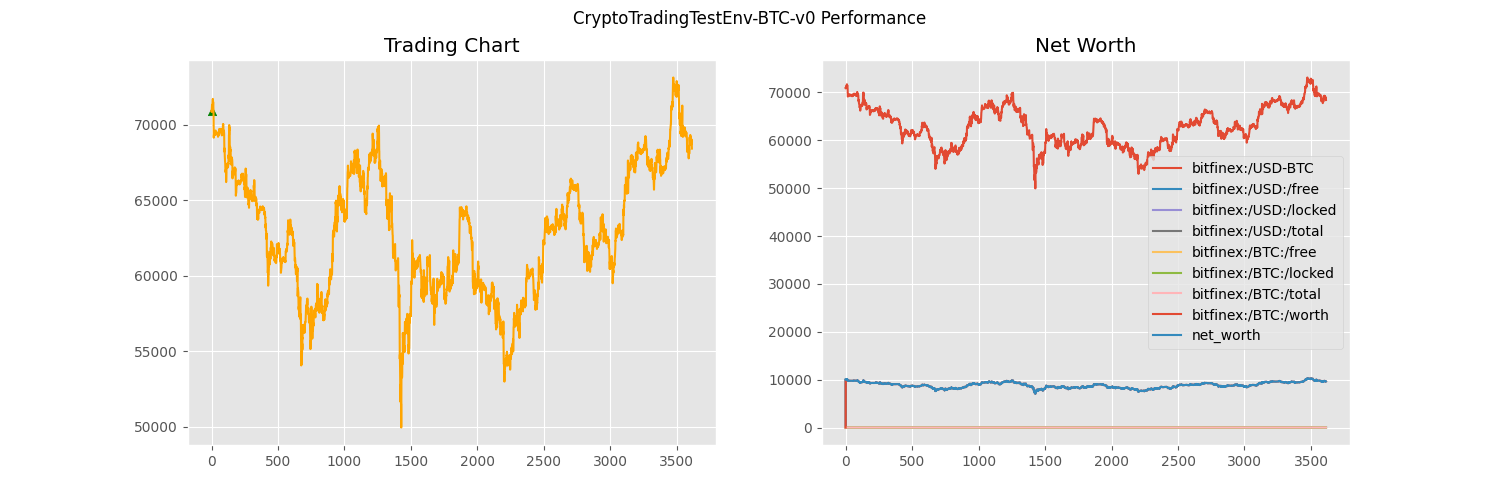 CryptoTradingTestEnv-BTC-v0 Performance
Trading Chart
70000
65000
60000
55000
50000
0 500 1000 1500 2000 2500 3000 3500
Net Worth
70000
60000
50000
40000
30000
20000
10000
0
0 500 1000 1500 2000 2500 3000 3500
bitfinex:/USD-BTC
bitfinex:/USD:/free
bitfinex:/USD:/locked
bitfinex:/USD:/total
bitfinex:/BTC:/free
bitfinex:/BTC:/locked
bitfinex:/BTC:/total
bitfinex:/BTC:/worth
net_worth